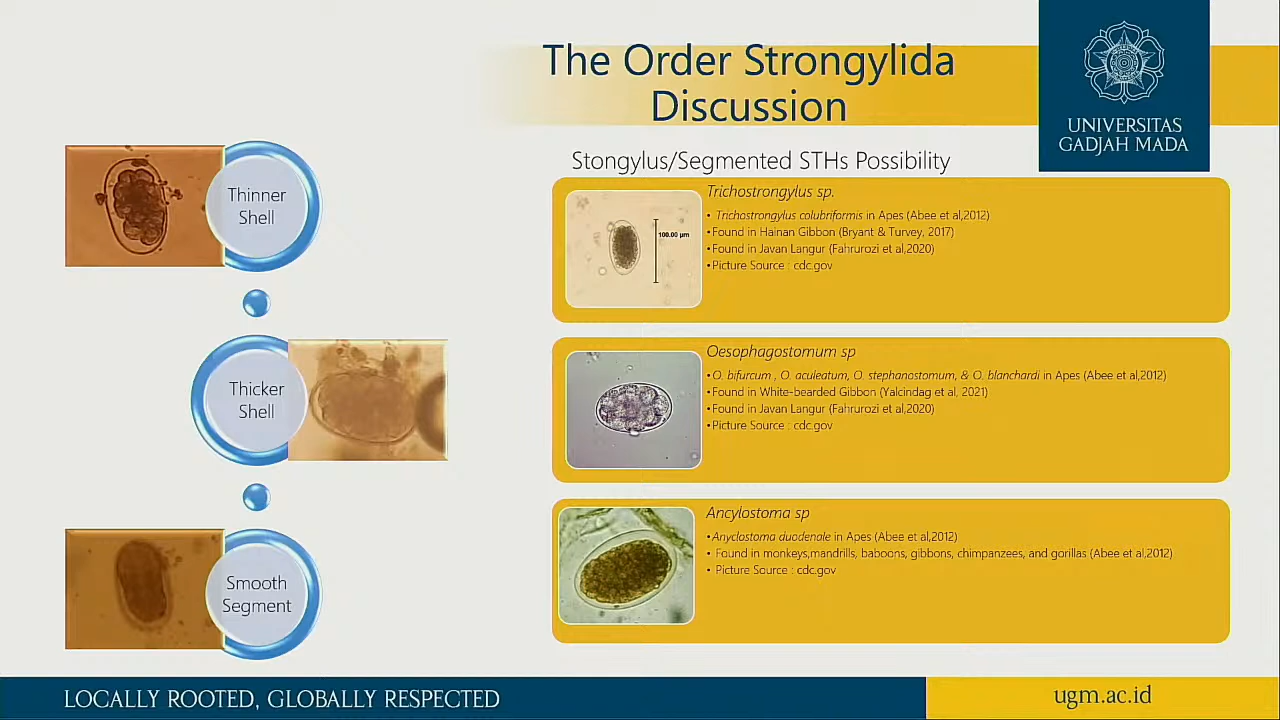 The Order Strongylida
Discussion
UNIVERSITAS
GADJAH MADA
Thinner
Shell
Thicker
Shell
Smooth
Segment
Stongylus/Segmented STHs Possibility
Trichostrongylus sp.
• Trichostrongylus colubriformis in Apes (Abee et al,2012)
• Found in Hainan Gibbon (Bryant & Turvey, 2017)
• Found in Javan Langur (Fahrurozi et al,2020)
• Picture Source : cdc.gov
100.00 µm
Oesophagostomum sp
• O. bifurcum , O. aculeatum, O. stephanostomum, & O. blanchardi in Apes (Abee et al,2012)
• Found in White-bearded Gibbon (Yalcindag et al, 2021)
• Found in Javan Langur (Fahrurozi et al,2020)
• Picture Source : cdc.gov
Ancylostoma sp
• Anyclostoma duodenale in Apes (Abee et al,2012)
• Found in monkeys,mandrills, baboons, gibbons, chimpanzees, and gorillas (Abee et al,2012)
• Picture Source : cdc.gov
LOCALLY ROOTED, GLOBALLY RESPECTED
ugm.ac.id